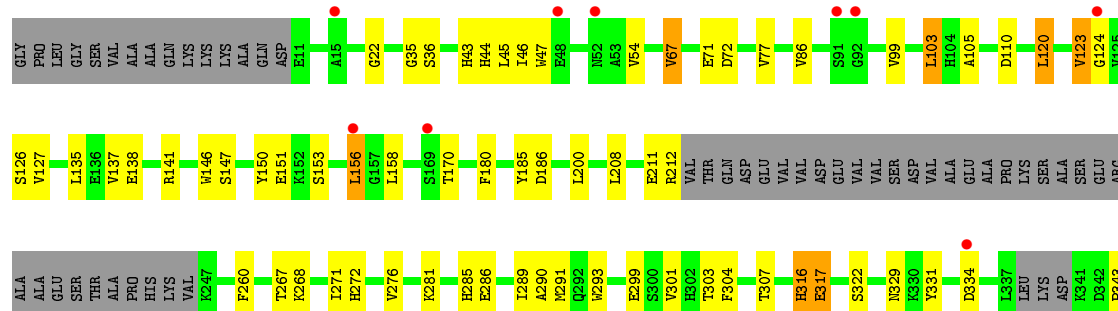 GLY PRO LEU GLY GLY SER VAL ALA ALA GLN LYS LYS LYS ALA GLN ASP E11 A15 G22 G35 S36 H43 H44 L45 I46 W47 E48 N52 A53 V54 V67 E71 D72 V77 V86 S91 G92 V99 L103 H104 A105 D110 L120 V123 G124 V125
S126 V127 L135 E136 V137 E138 R141 W146 S147 Y150 E151 K152 S153 L156 G157 L158 S169 T170 F180 Y185 D186 L200 L208 E211 R212 VAL THR GLN ASP GLU VAL VAL ASP GLU VAL VAL SER ASP VAL ALA GLU ALA PRO LYS SER ALA SER GLU ARG
ALA ALA GLU SER THR ALA PRO HIS LYS VAL K247 F260 T267 K268 I271 H272 V276 K281 H285 E286 I289 A290 M291 Q292 W293 E299 S300 V301 H302 T303 F304 T307 H316 E317 S322 N329 K330 Y331 D334 L337 LEU LYS ASP K341 D342